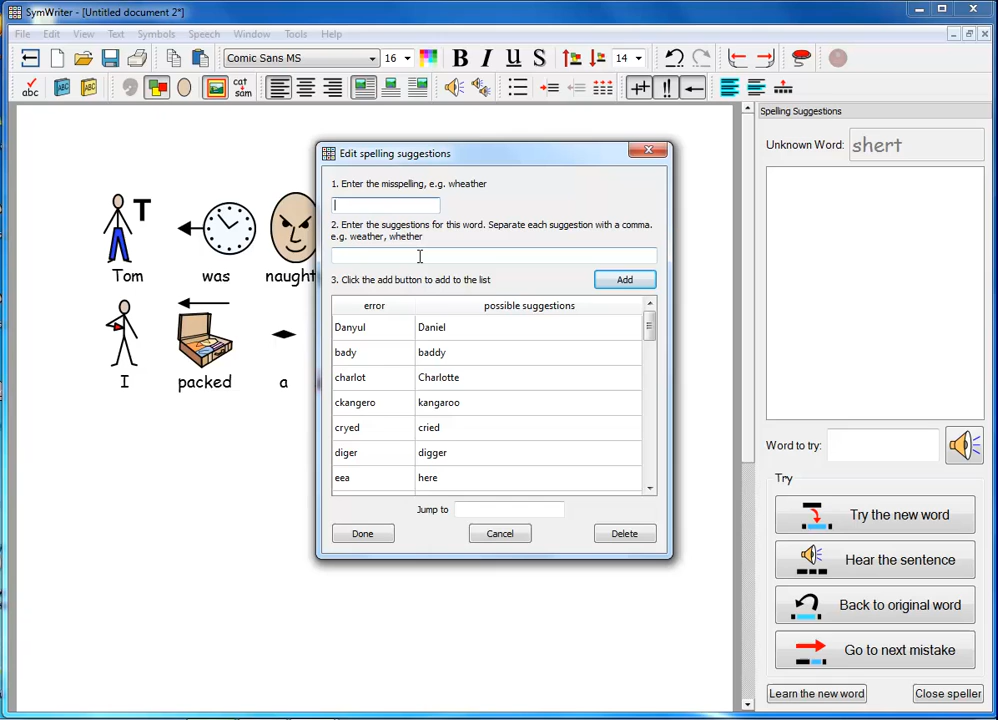 SymWriter - [Untitled document 2*]
File Edit View Text Symbols Speech Window Tools Help
Comic Sans MS 16 B I U S 14
abc ABC ABC cat sam
Spelling Suggestions
Unknown Word: shert
Edit spelling suggestions
1. Enter the misspelling, e.g. wheather
2. Enter the suggestions for this word. Separate each suggestion with a comma.
e.g. weather, whether
3. Click the add button to add to the list
Add
error possible suggestions
Danyul Daniel
bady baddy
charlot Charlotte
ckangero kangaroo
cryed cried
diger digger
eea here
Jump to
Done Cancel Delete
T
Tom was naught
I packed a
Word to try:
Try
Try the new word
Hear the sentence
Back to original word
Go to next mistake
Learn the new word Close speller